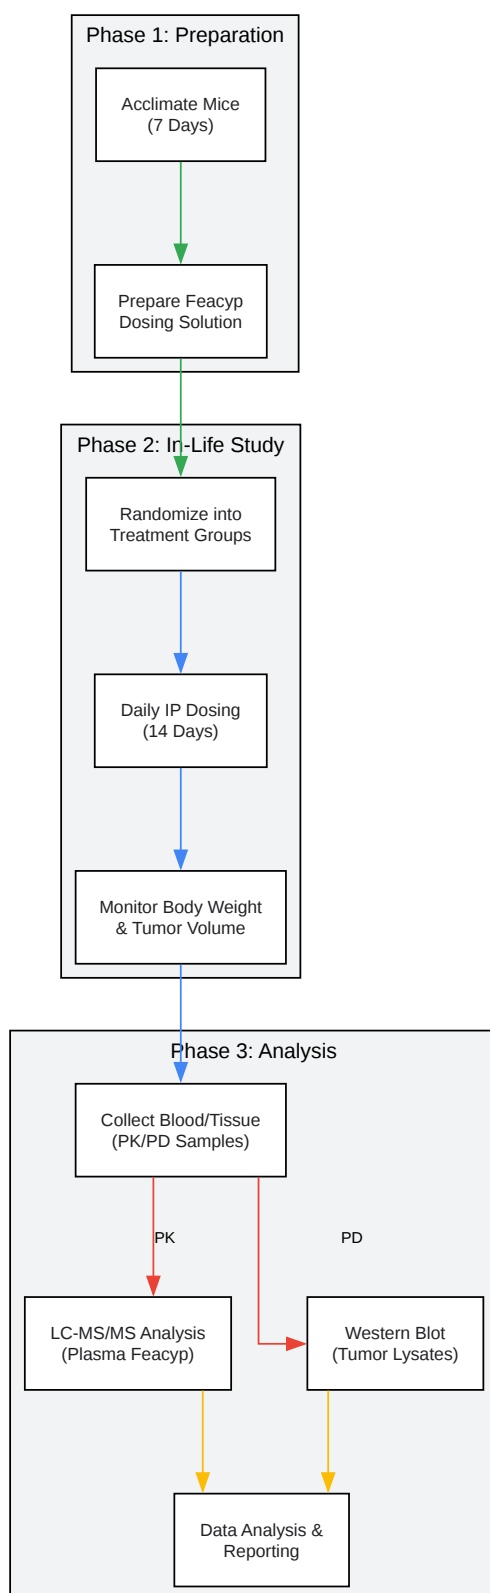 Phase 1: Preparation
Acclimate Mice
(7 Days)
Prepare Feacyp
Dosing Solution
Phase 2: In-Life Study
Randomize into
Treatment Groups
Daily IP Dosing
(14 Days)
Monitor Body Weight
& Tumor Volume
Phase 3: Analysis
Collect Blood/Tissue
(PK/PD Samples)
PK
PD
LC-MS/MS Analysis
(Plasma Feacyp)
Western Blot
(Tumor Lysates)
Data Analysis &
Reporting